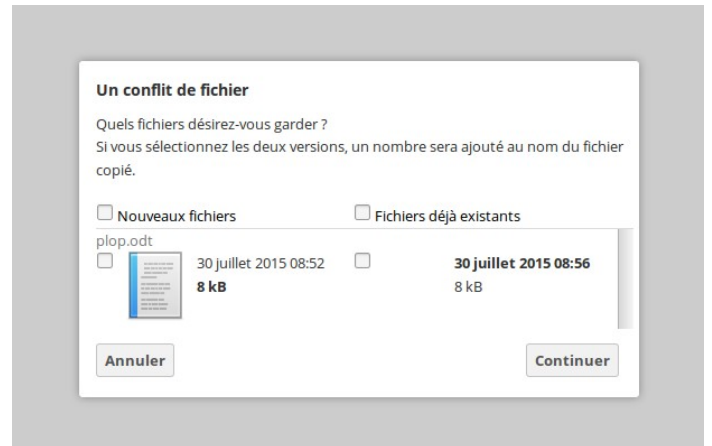 Un conflit de fichier
Quels fichiers désirez-vous garder ?
Si vous sélectionnez les deux versions, un nombre sera ajouté au nom du fichier
copié.
Nouveaux fichiers Fichiers déjà existants
plop.odt
30 juillet 2015 08:52 30 juillet 2015 08:56
8 kB 8 kB
Annuler Continuer